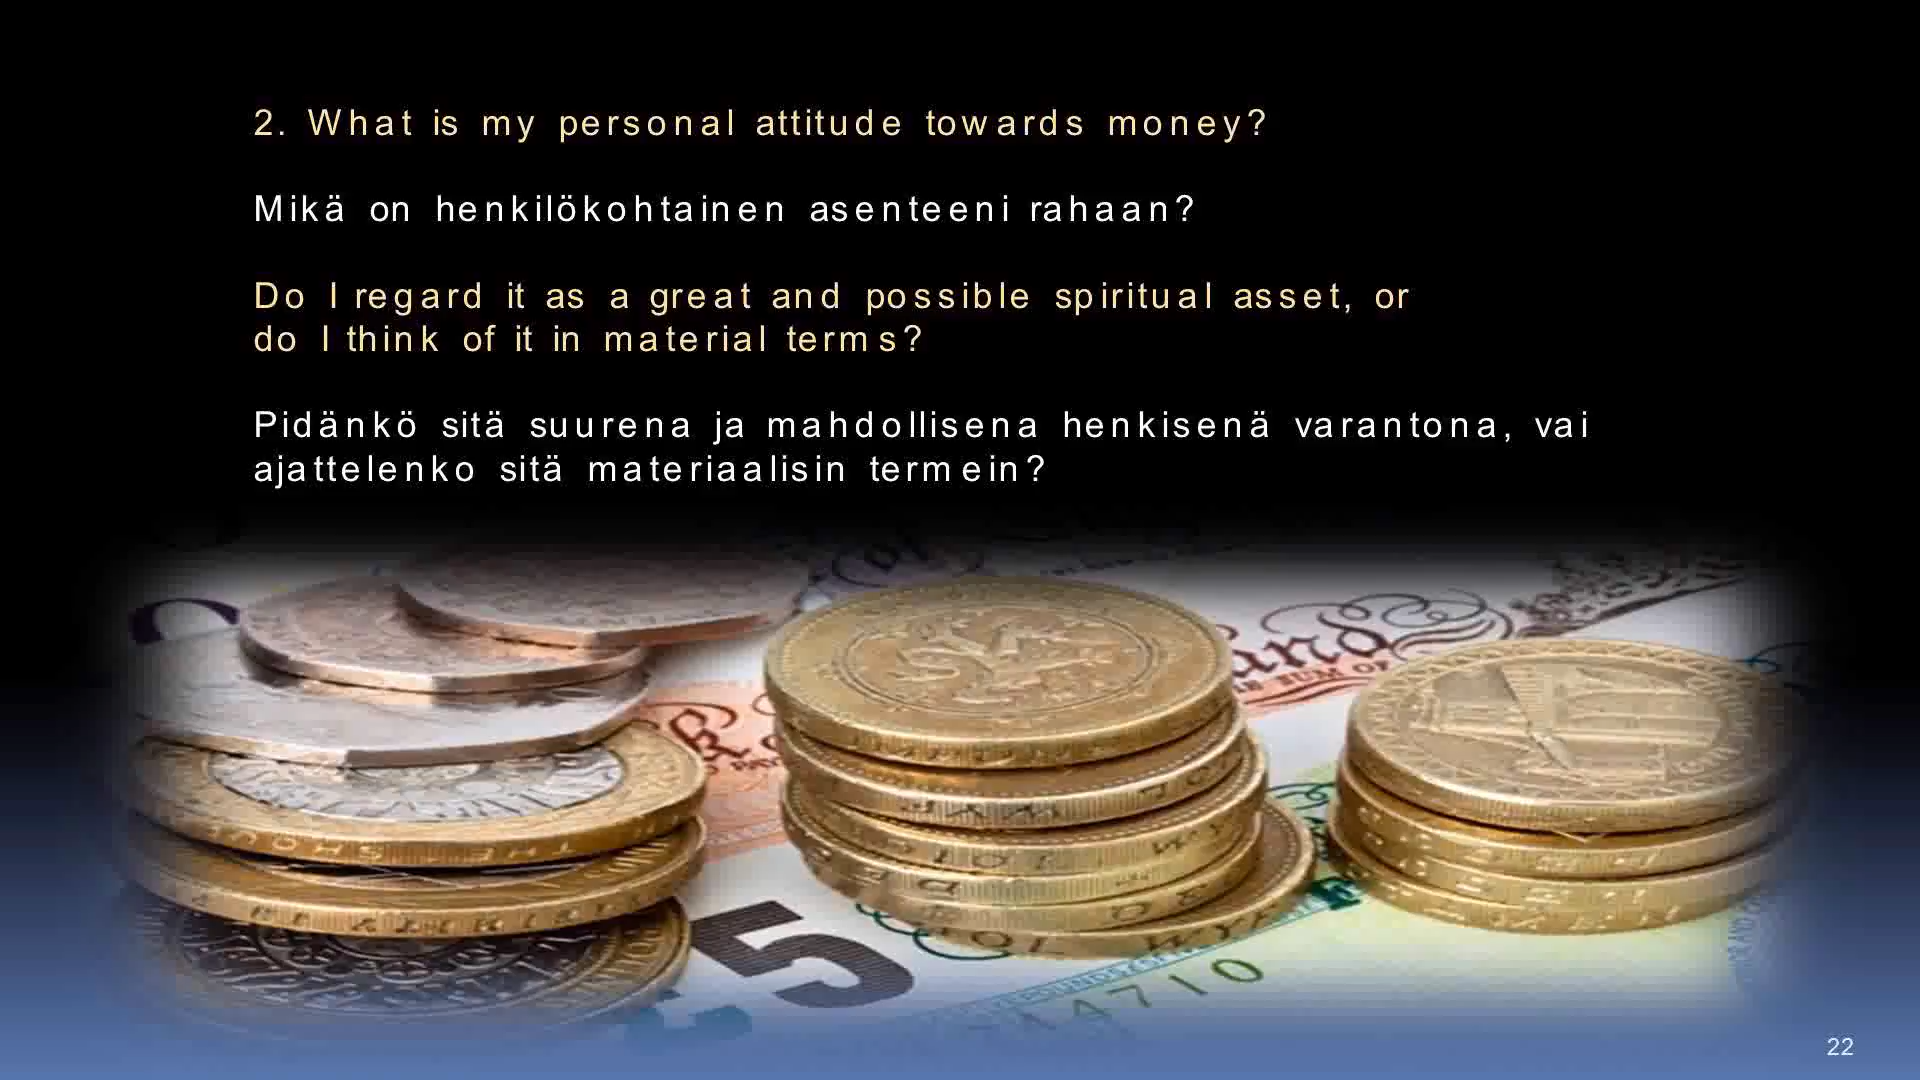 2. What is my personal attitude towards money?
Mikä on henkilökohtainen asenteeni rahaan?
Do I regard it as a great and possible spiritual asset, or
do I think of it in material terms?
Pidänkö sitä suurena ja mahdollisena henkisenä varantona, vai
ajattelenko sitä materiaalisin termein?
5
44710
22